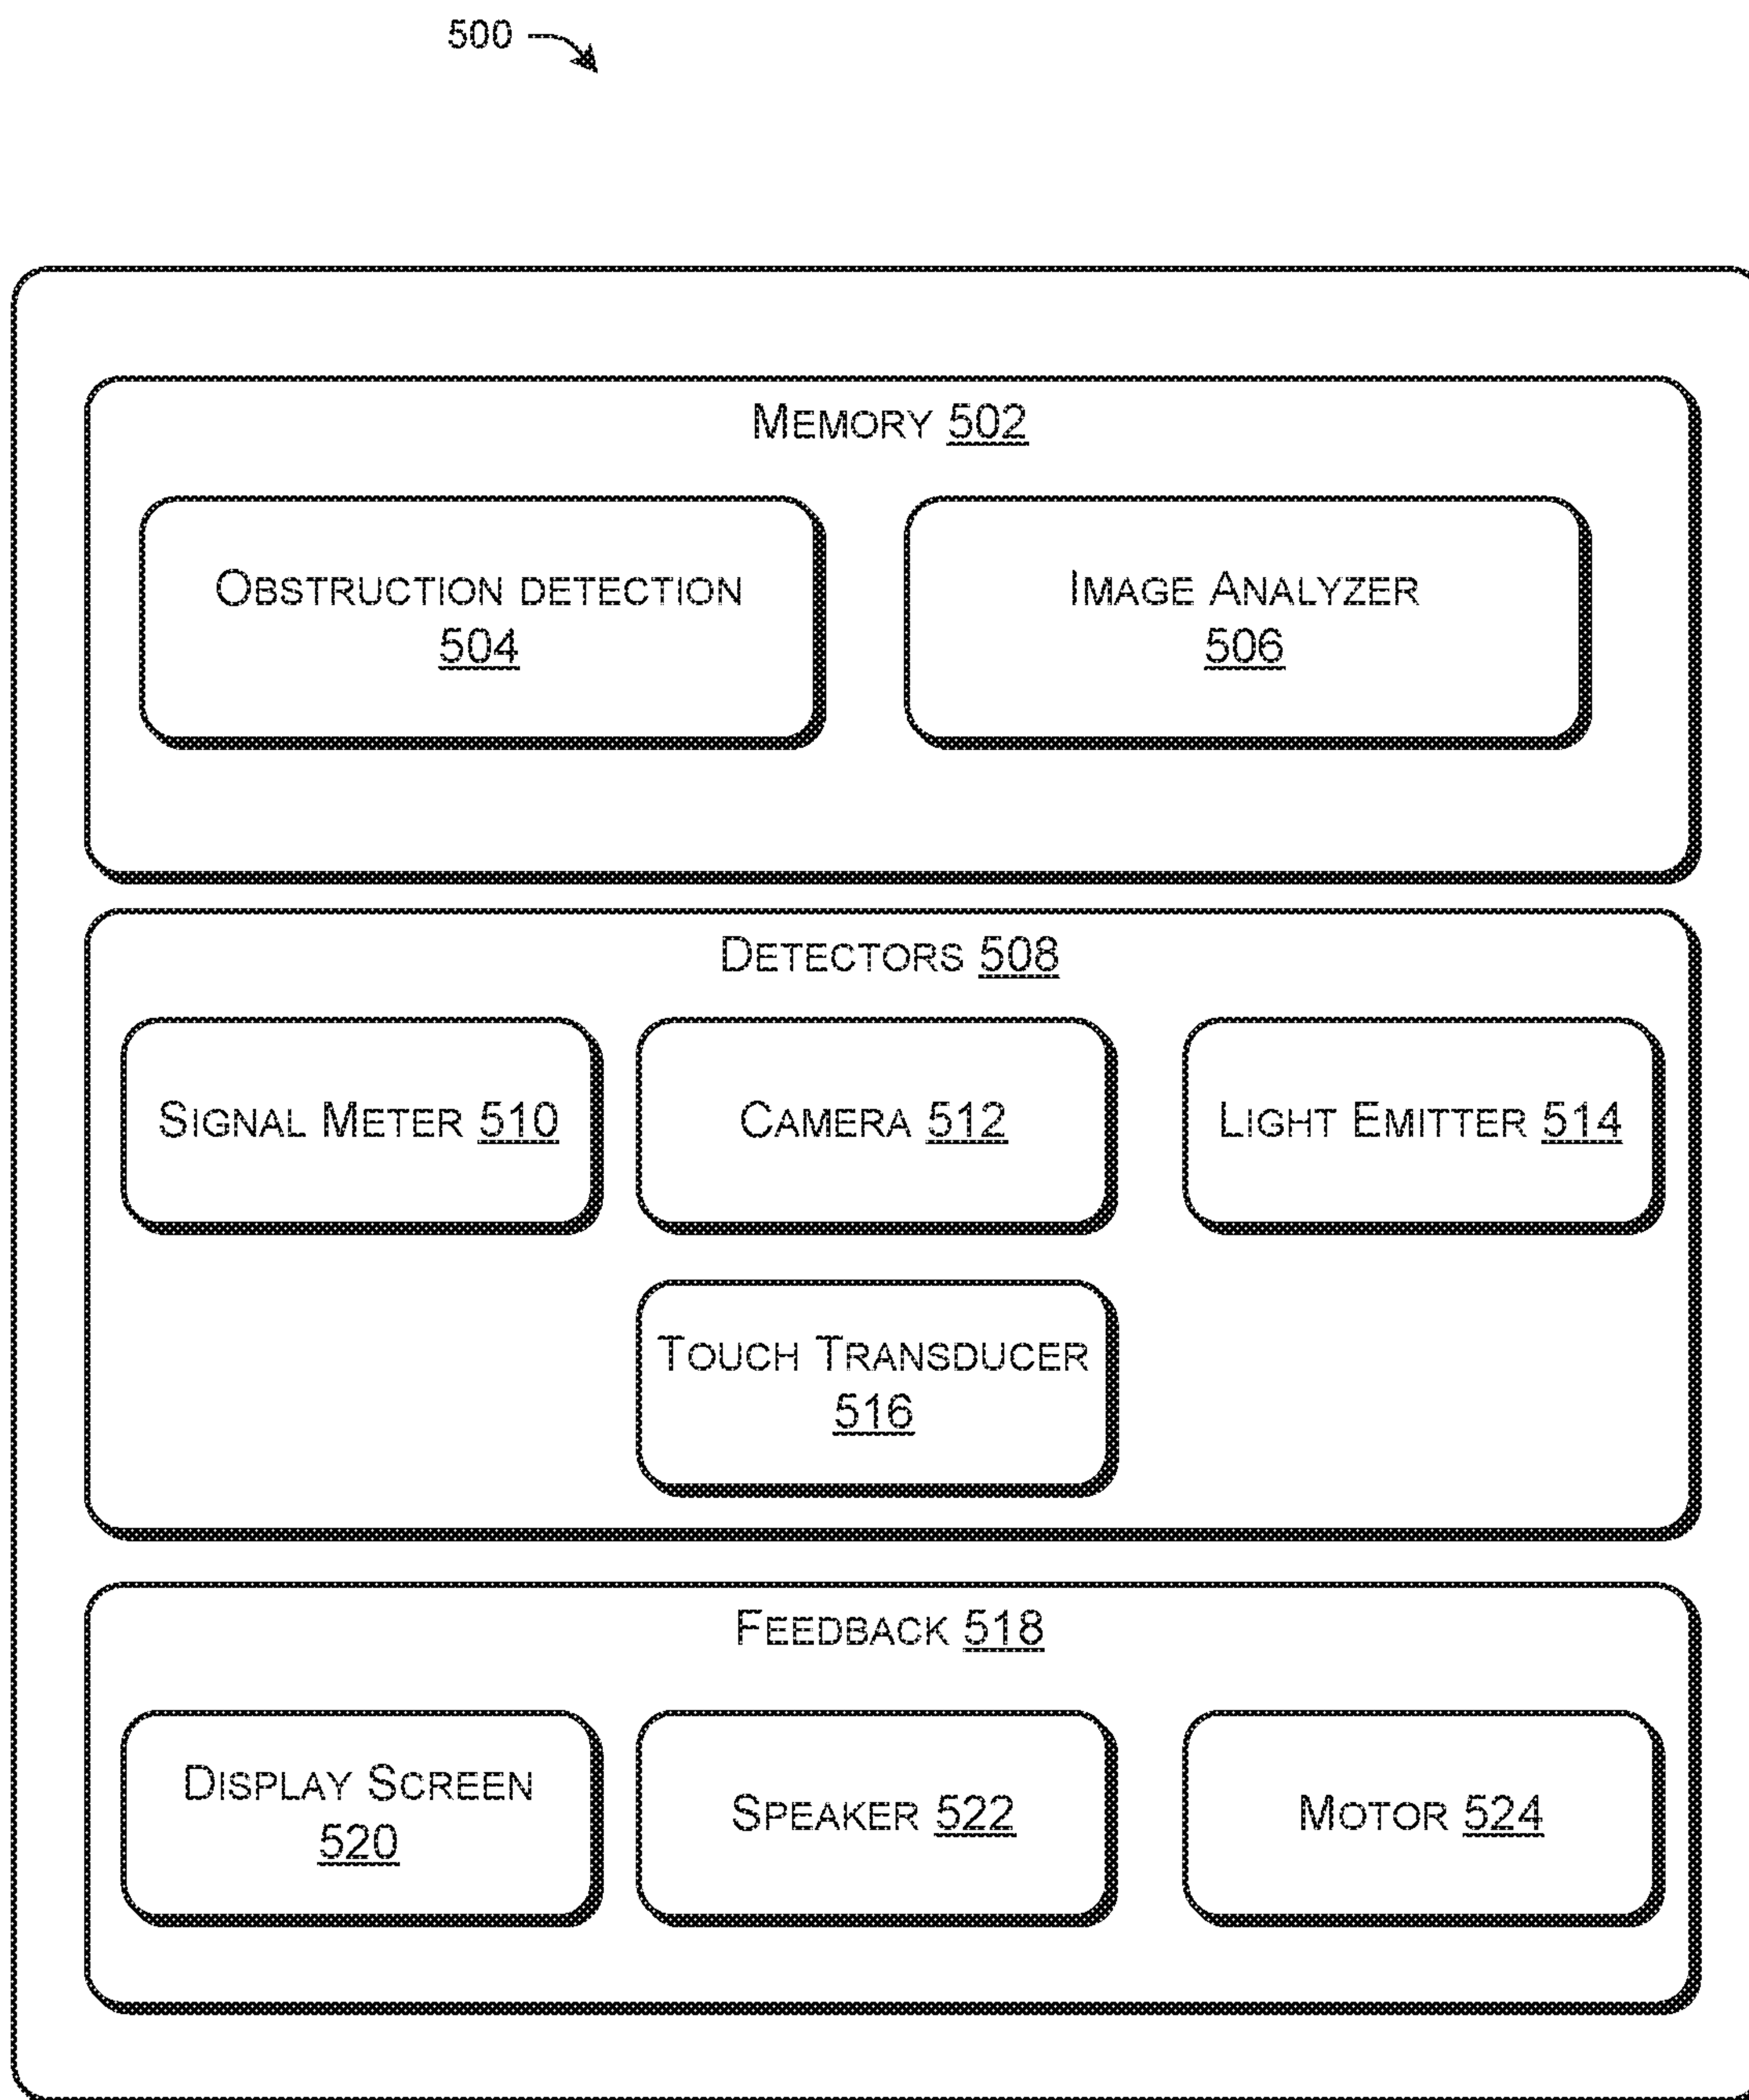 500
MEMORY 502
OBSTRUCTION DETECTION
504
IMAGE ANALYZER
506
DETECTORS 508
SIGNAL METER 510
CAMERA 512
LIGHT EMITTER 514
TOUCH TRANSDUCER
516
FEEDBACK 518
DISPLAY SCREEN
520
SPEAKER 522
MOTOR 524